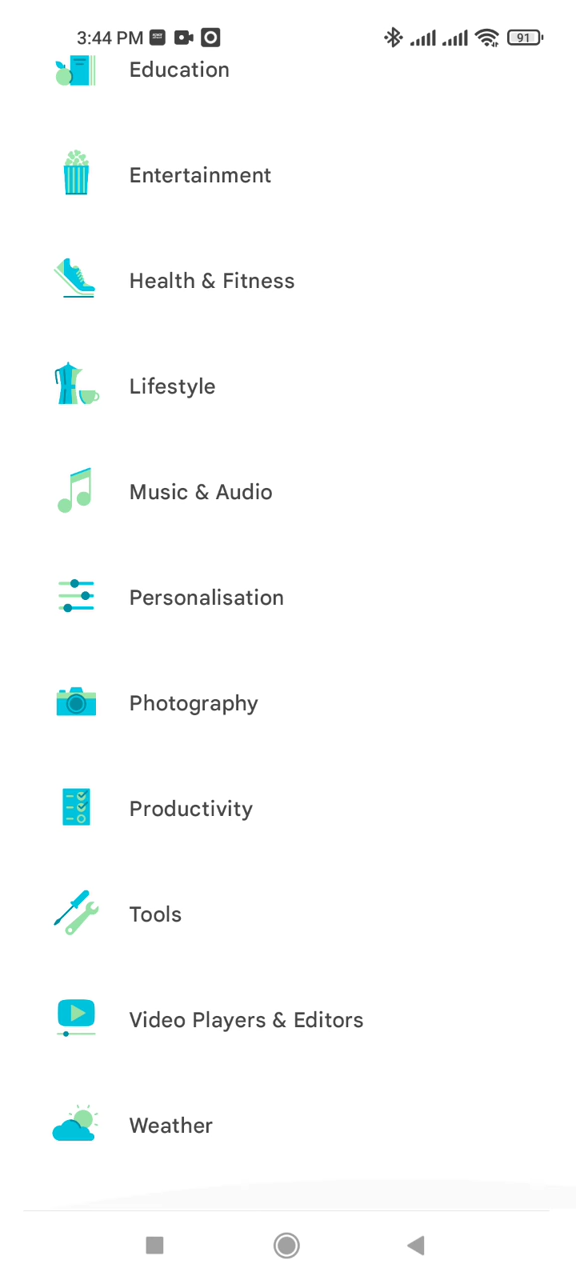 3:44 PM 91
Education
Entertainment
Health & Fitness
Lifestyle
Music & Audio
Personalisation
Photography
Productivity
Tools
Video Players & Editors
Weather